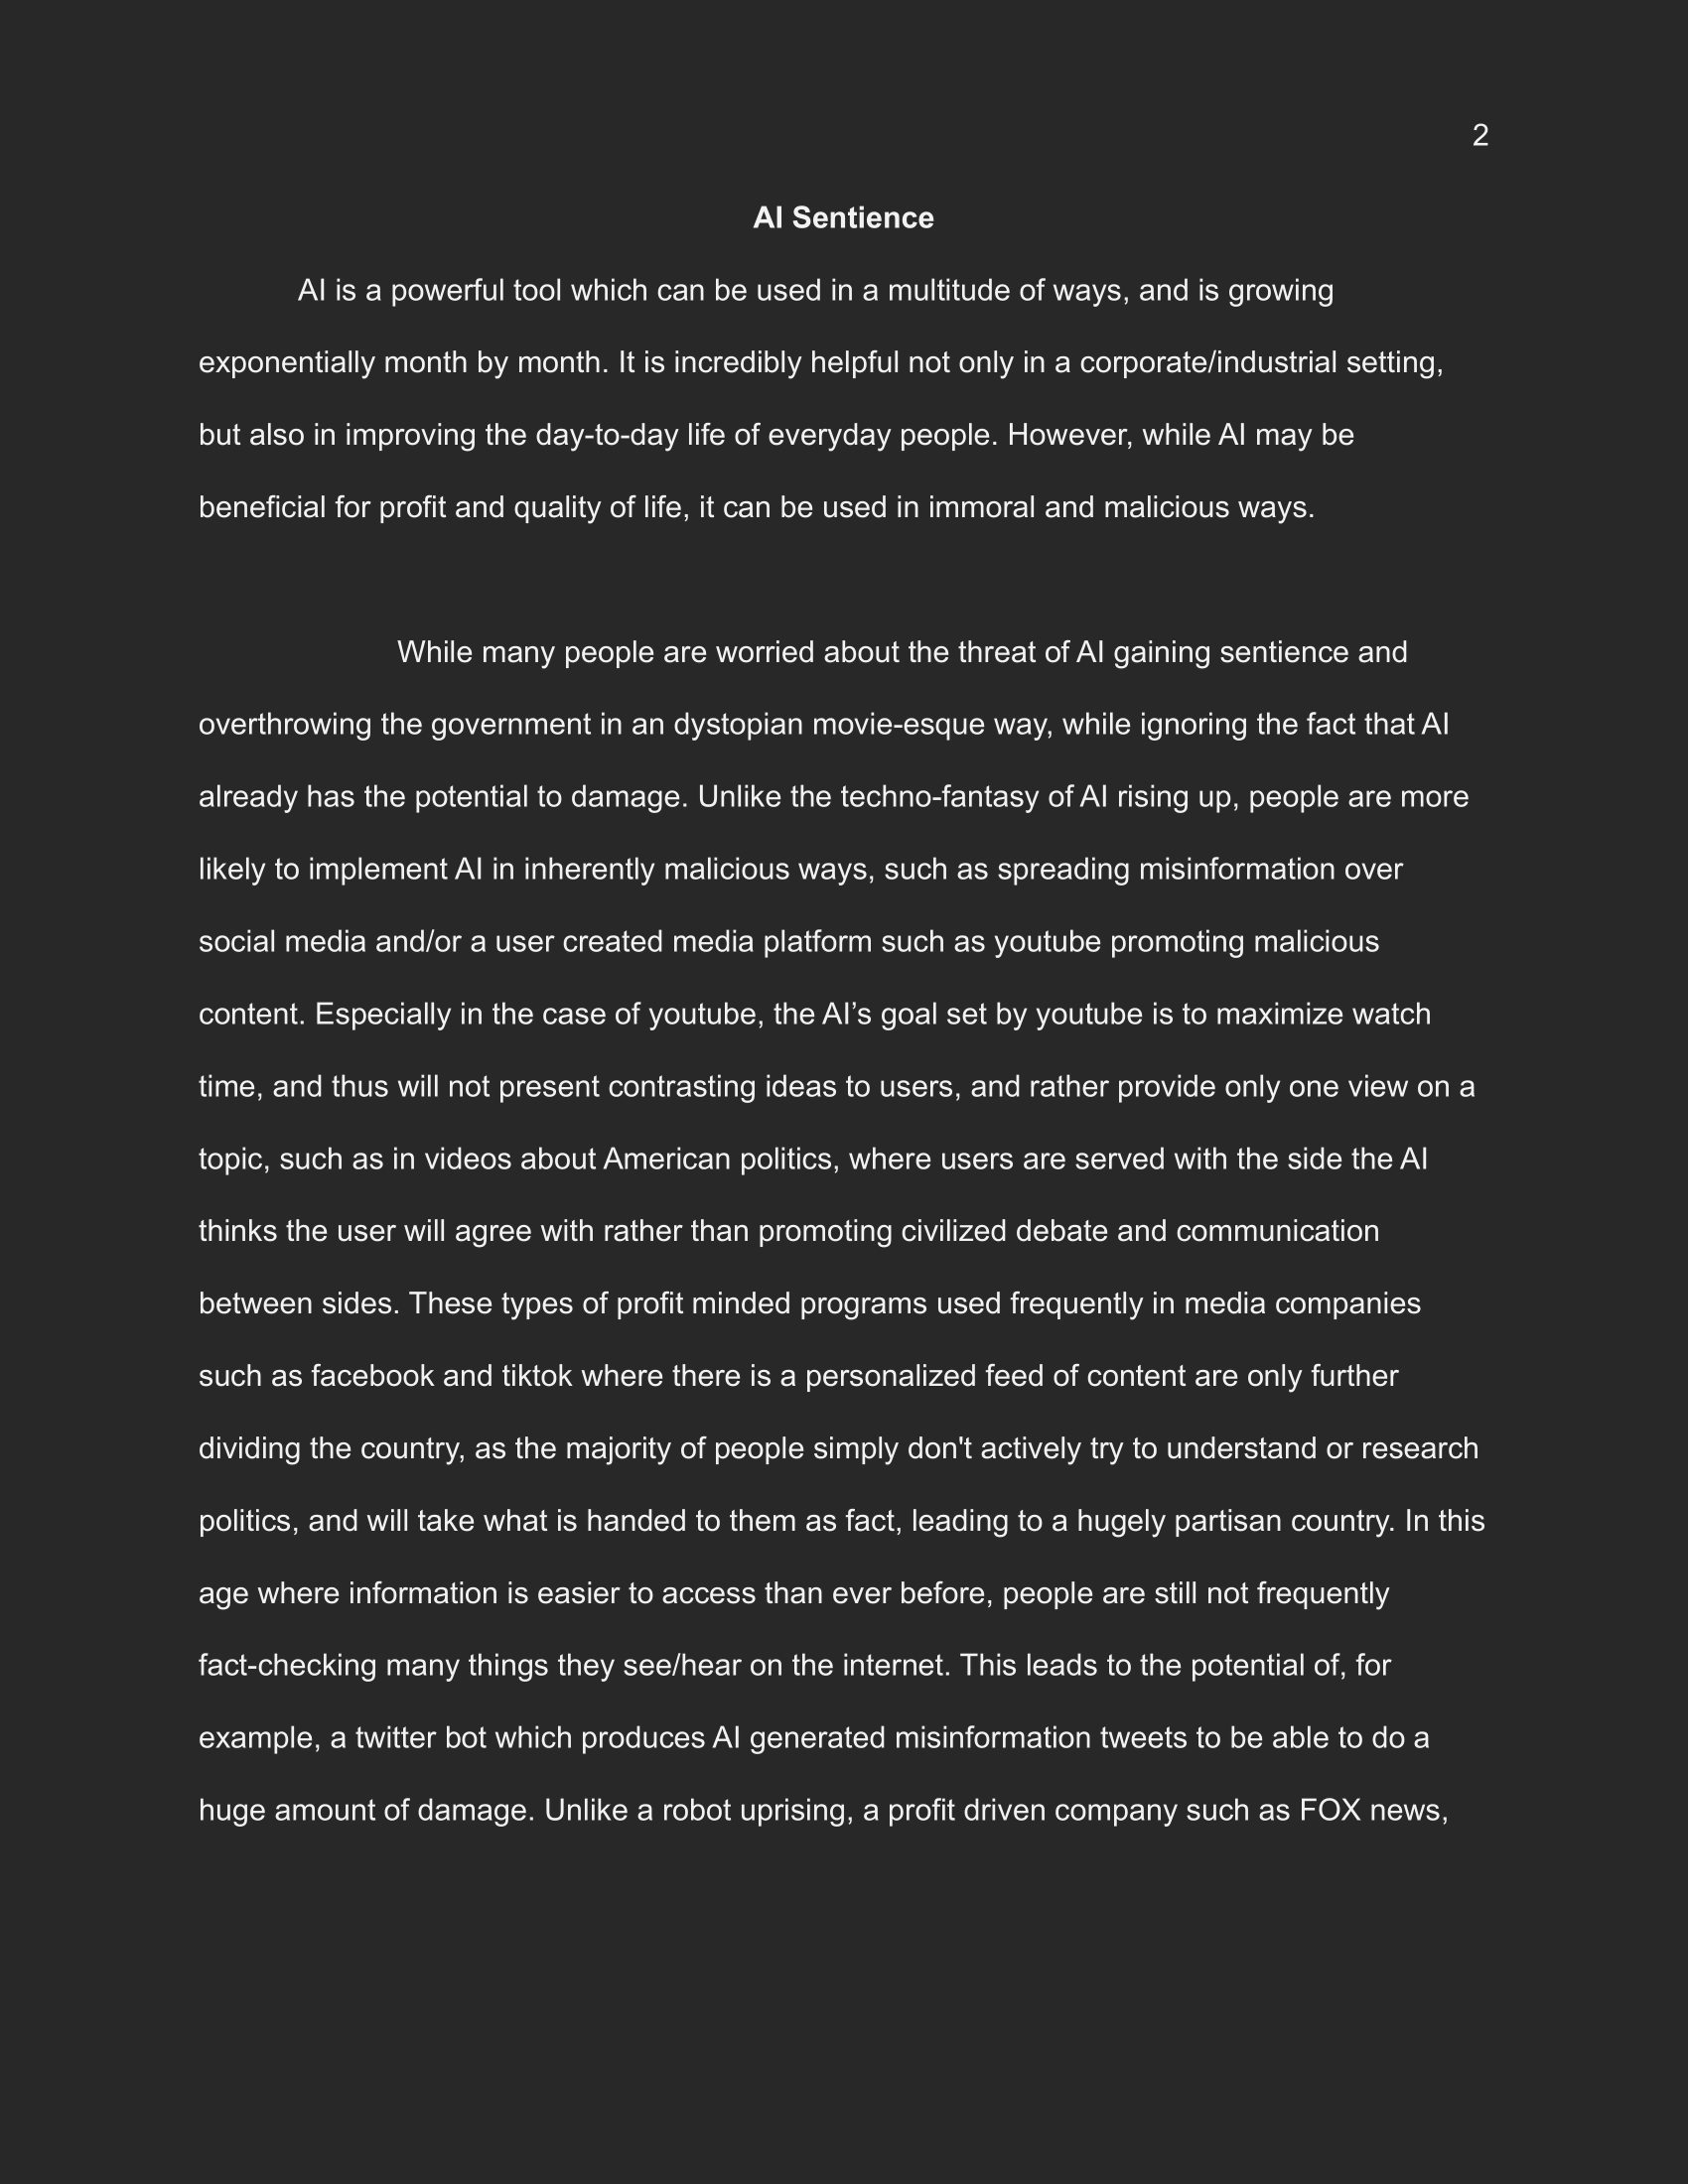 2
AI Sentience
AI is a powerful tool which can be used in a multitude of ways, and is growing
exponentially month by month. It is incredibly helpful not only in a corporate/industrial setting,
but also in improving the day-to-day life of everyday people. However, while AI may be
beneficial for profit and quality of life, it can be used in immoral and malicious ways.
While many people are worried about the threat of AI gaining sentience and
overthrowing the government in an dystopian movie-esque way, while ignoring the fact that AI
already has the potential to damage. Unlike the techno-fantasy of AI rising up, people are more
likely to implement AI in inherently malicious ways, such as spreading misinformation over
social media and/or a user created media platform such as youtube promoting malicious
content. Especially in the case of youtube, the AI’s goal set by youtube is to maximize watch
time, and thus will not present contrasting ideas to users, and rather provide only one view on a
topic, such as in videos about American politics, where users are served with the side the AI
thinks the user will agree with rather than promoting civilized debate and communication
between sides. These types of profit minded programs used frequently in media companies
such as facebook and tiktok where there is a personalized feed of content are only further
dividing the country, as the majority of people simply don't actively try to understand or research
politics, and will take what is handed to them as fact, leading to a hugely partisan country. In this
age where information is easier to access than ever before, people are still not frequently
fact-checking many things they see/hear on the internet. This leads to the potential of, for
example, a twitter bot which produces AI generated misinformation tweets to be able to do a
huge amount of damage. Unlike a robot uprising, a profit driven company such as FOX news,